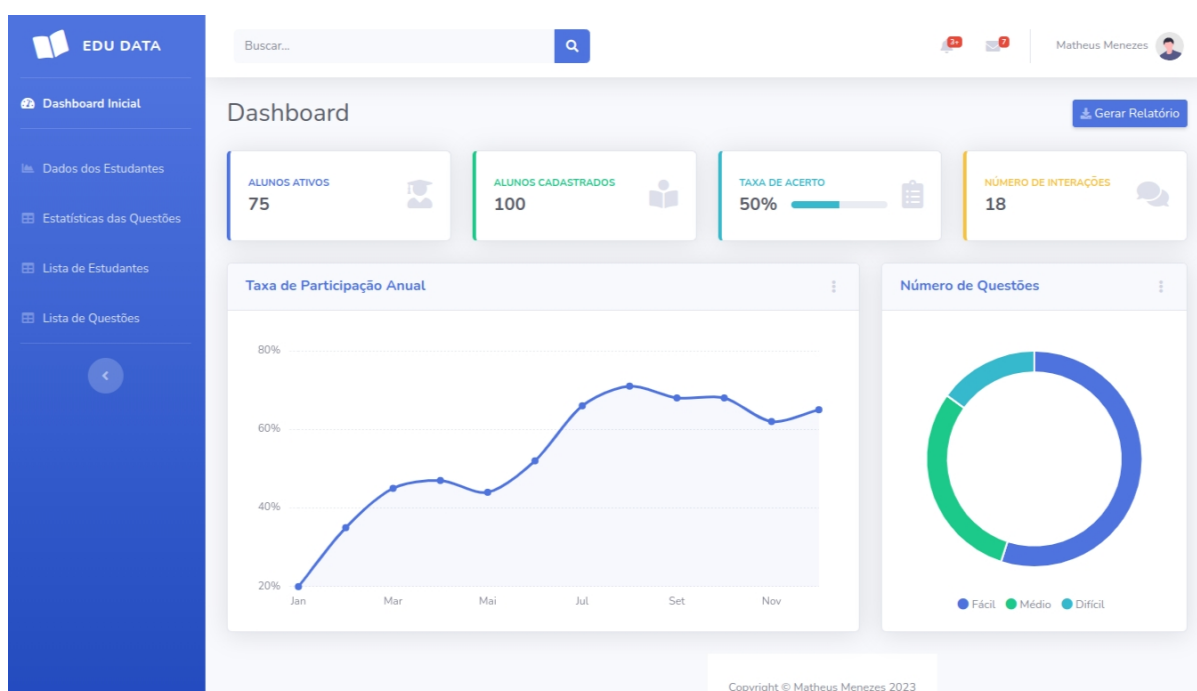 EDU DATA
Buscar...
3+
7
Matheus Menezes
Dashboard Inicial
Dados dos Estudantes
Estatísticas das Questões
Lista de Estudantes
Lista de Questões
Dashboard
Gerar Relatório
ALUNOS ATIVOS
75
ALUNOS CADASTRADOS
100
TAXA DE ACERTO
50%
NÚMERO DE INTERAÇÕES
18
Taxa de Participação Anual
80%
60%
40%
20%
Jan Mar Mai Jul Set Nov
Número de Questões
Fácil Médio Difícil
Copyright © Matheus Menezes 2023